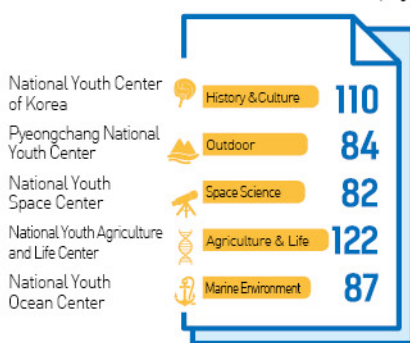 National Youth Center
of Korea
History & Culture 110
Pyeongchang National
Youth Center
Outdoor 84
National Youth
Space Center
Space Science 82
National Youth Agriculture
and Life Center
Agriculture & Life 122
National Youth
Ocean Center
Marine Environment 87